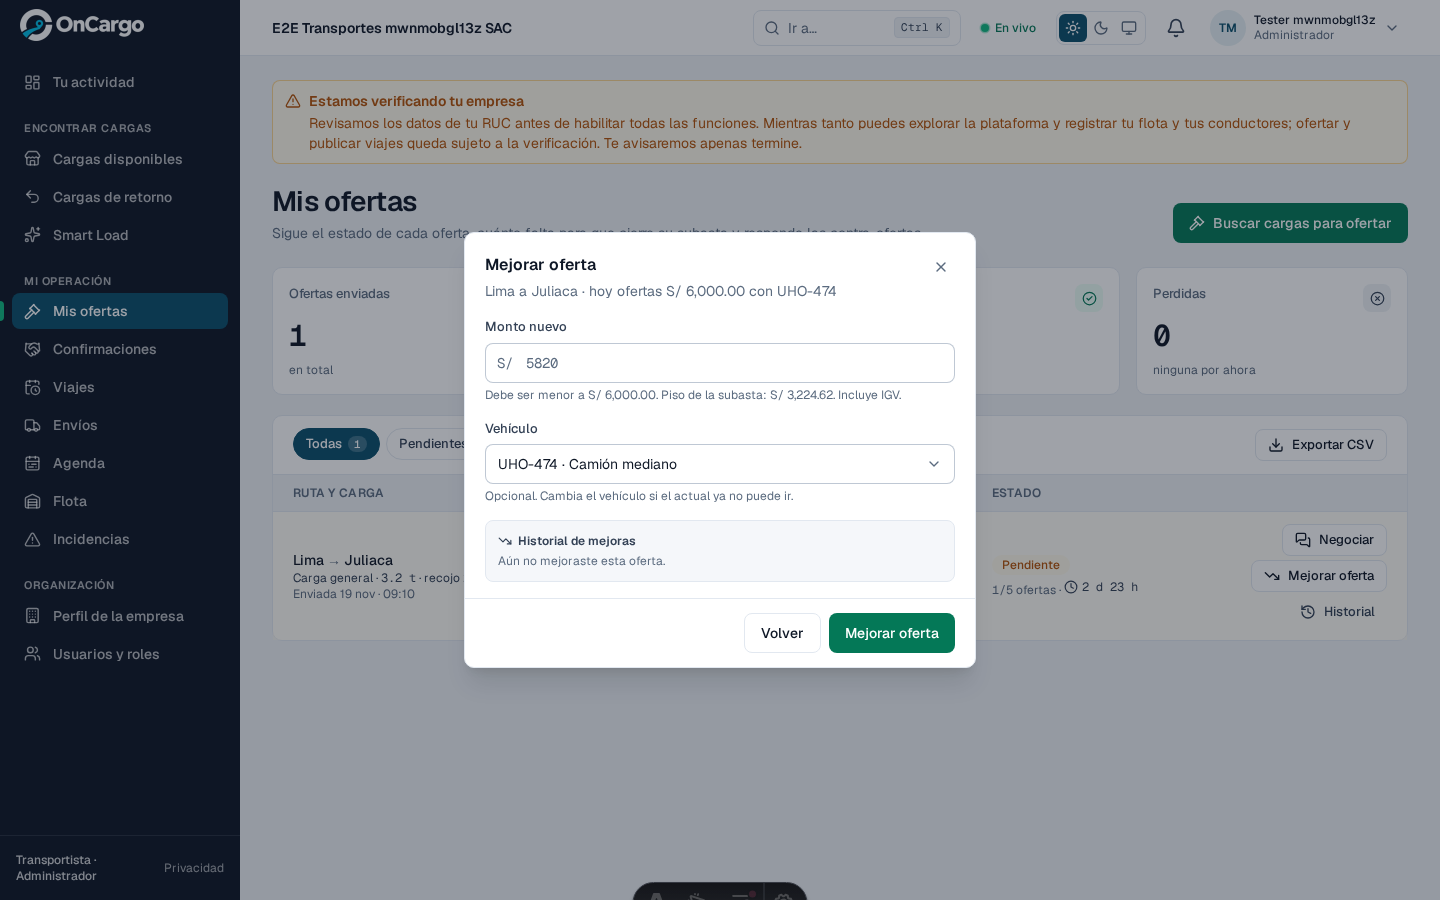 OnCargo
E2E Transportes mwnmobgl13z SAC
Ir a...
Ctrl K
En vivo
TM
Tester mwnmobgl13z
Administrador
Tu actividad
ENCONTRAR CARGAS
Cargas disponibles
Cargas de retorno
Smart Load
MI OPERACIÓN
Mis ofertas
Confirmaciones
Viajes
Envíos
Agenda
Flota
Incidencias
ORGANIZACIÓN
Perfil de la empresa
Usuarios y roles
Transportista ·
Administrador
Privacidad
Estamos verificando tu empresa
Revisamos los datos de tu RUC antes de habilitar todas las funciones. Mientras tanto puedes explorar la plataforma y registrar tu flota y tus conductores; ofertar y
publicar viajes queda sujeto a la verificación. Te avisaremos apenas termine.
Mis ofertas
Sigue el estado de cada oferta,
Buscar cargas para ofertar
Ofertas enviadas
1
en total
Perdidas
0
ninguna por ahora
Todas 1
Pendientes
Exportar CSV
RUTA Y CARGA
ESTADO
Lima → Juliaca
Carga general · 3.2 t · recojo
Enviada 19 nov · 09:10
Pendiente
1/5 ofertas · 2 d 23 h
Negociar
Mejorar oferta
Historial
Mejorar oferta
Lima a Juliaca · hoy ofertas S/ 6,000.00 con UHO-474
Monto nuevo
S/ 5820
Debe ser menor a S/ 6,000.00. Piso de la subasta: S/ 3,224.62. Incluye IGV.
Vehículo
UHO-474 · Camión mediano
Opcional. Cambia el vehículo si el actual ya no puede ir.
Historial de mejoras
Aún no mejoraste esta oferta.
Volver
Mejorar oferta